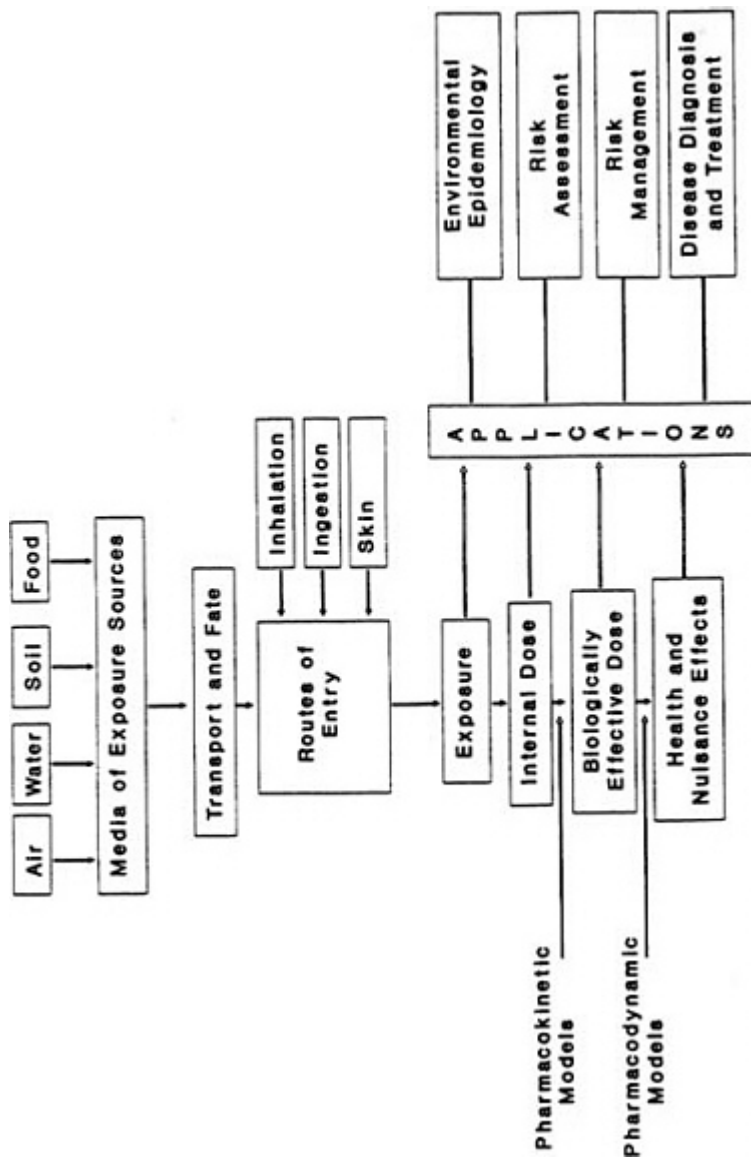 Air
Water
Soil
Food
Media of Exposure Sources
Transport and Fate
Routes of
Entry
Inhalation
Ingestion
Skin
Exposure
Internal Dose
Biologically
Effective Dose
Health and
Nuisance Effects
Pharmacokinetic
Models
Pharmacodynamic
Models
APPLICATIONS
Environmental
Epidemiology
Risk
Assessment
Risk
Management
Disease Diagnosis
and Treatment